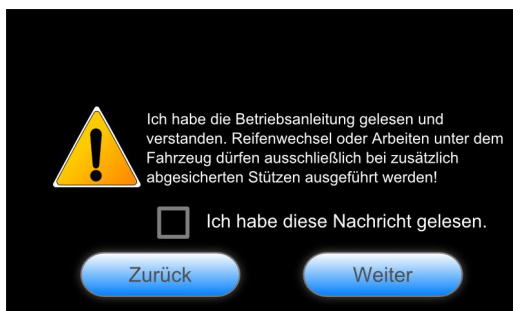 Ich habe die Betriebsanleitung gelesen und
verstanden. Reifenwechsel oder Arbeiten unter dem
Fahrzeug dürfen ausschließlich bei zusätzlich
abgesicherten Stützen ausgeführt werden!
Ich habe diese Nachricht gelesen.
Zurück Weiter